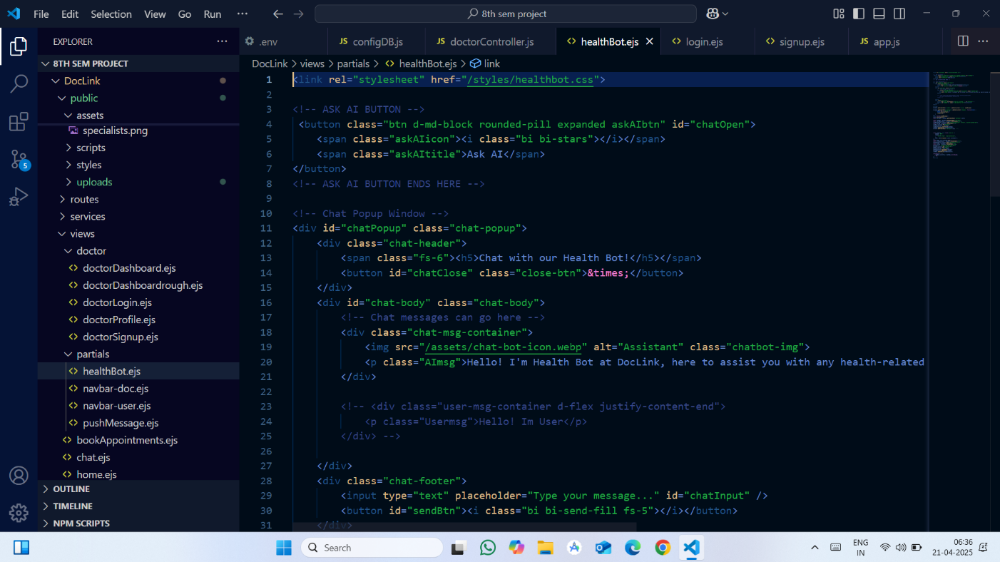 File Edit Selection View Go Run ··· 8th sem project
EXPLORER ···
.env
JS configDB.js
JS doctorController.js
<> healthBot.ejs
<> login.ejs
<> signup.ejs
JS app.js
···
8TH SEM PROJECT
DocLink > views > partials > <> healthBot.ejs > link
DocLink
public
assets
specialists.png
scripts
styles
uploads
routes
services
views
doctor
<> doctorDashboard.ejs
<> doctorDashboardrough.ejs
<> doctorLogin.ejs
<> doctorProfile.ejs
<> doctorSignup.ejs
partials
<> healthBot.ejs
<> navbar-doc.ejs
<> navbar-user.ejs
<> pushMessage.ejs
<> bookAppointments.ejs
<> chat.ejs
<> home.ejs
OUTLINE
TIMELINE
NPM SCRIPTS
5
1 <link rel="stylesheet" href="/styles/healthbot.css">
2
3 <!-- ASK AI BUTTON -->
4 <button class="btn d-md-block rounded-pill expanded askAIbtn" id="chatOpen">
5 <span class="askAIicon"><i class="bi bi-stars"></i></span>
6 <span class="askAItitle">Ask AI</span>
7 </button>
8 <!-- ASK AI BUTTON ENDS HERE -->
9
10 <!-- Chat Popup Window -->
11 <div id="chatPopup" class="chat-popup">
12 <div class="chat-header">
13 <span class="fs-6"><h5>Chat with our Health Bot!</h5></span>
14 <button id="chatClose" class="close-btn">&times;</button>
15 </div>
16 <div id="chat-body" class="chat-body">
17 <!-- Chat messages can go here -->
18 <div class="chat-msg-container">
19 <img src="/assets/chat-bot-icon.webp" alt="Assistant" class="chatbot-img">
20 <p class="AImsg">Hello! I'm Health Bot at DocLink, here to assist you with any health-related
21 </div>
22
23 <!-- <div class="user-msg-container d-flex justify-content-end">
24 <p class="Usermsg">Hello! Im User</p>
25 </div> -->
26
27 </div>
28 <div class="chat-footer">
29 <input type="text" placeholder="Type your message..." id="chatInput" />
30 <button id="sendBtn"><i class="bi bi-send-fill fs-5"></i></button>
31 </div>
Search
ENG
IN
06:36
21-04-2025